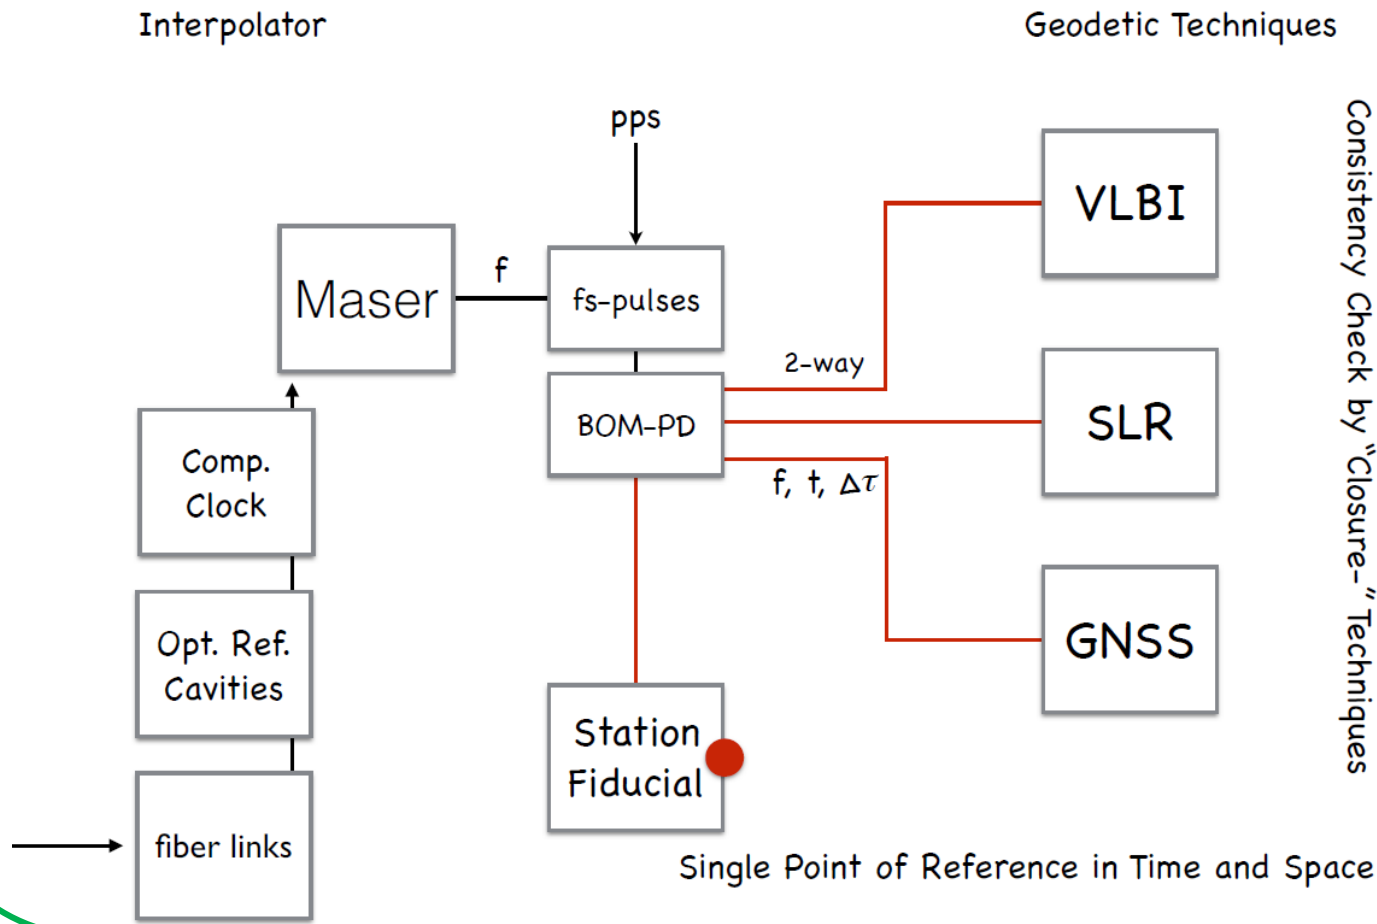 Interpolator
Geodetic Techniques
pps
VLBI
Maser
f
fs-pulses
2-way
BOM-PD
SLR
f, t, Δτ
Comp.
Clock
Opt. Ref.
Cavities
GNSS
Station
Fiducial
fiber links
Single Point of Reference in Time and Space
Consistency Check by “Closure-” Techniques